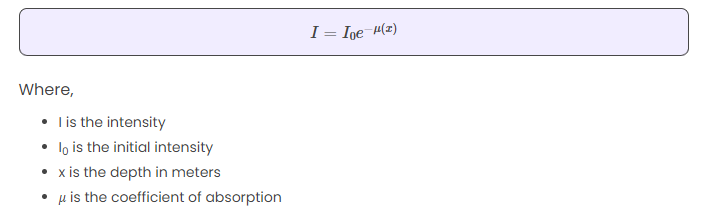 I = I₀e^−μ(x)
Where,
• I is the intensity
• I₀ is the initial intensity
• x is the depth in meters
• μ is the coefficient of absorption